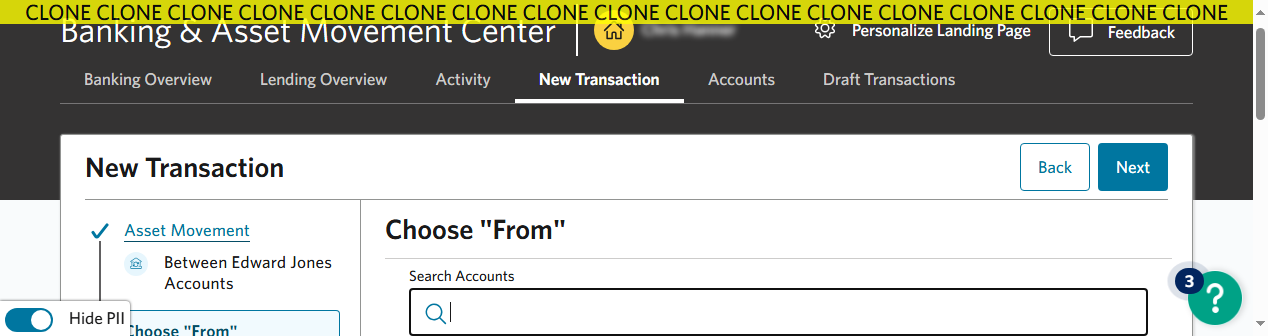 CLONE CLONE CLONE CLONE CLONE CLONE CLONE CLONE CLONE CLONE CLONE CLONE CLONE CLONE CLONE CLONE CLONE
Banking & Asset Movement Center
Personalize Landing Page
Feedback
Banking Overview Lending Overview Activity New Transaction Accounts Draft Transactions
New Transaction
Back
Next
Asset Movement
Between Edward Jones
Accounts
Choose "From"
Choose "From"
Search Accounts
Hide PII
3
?